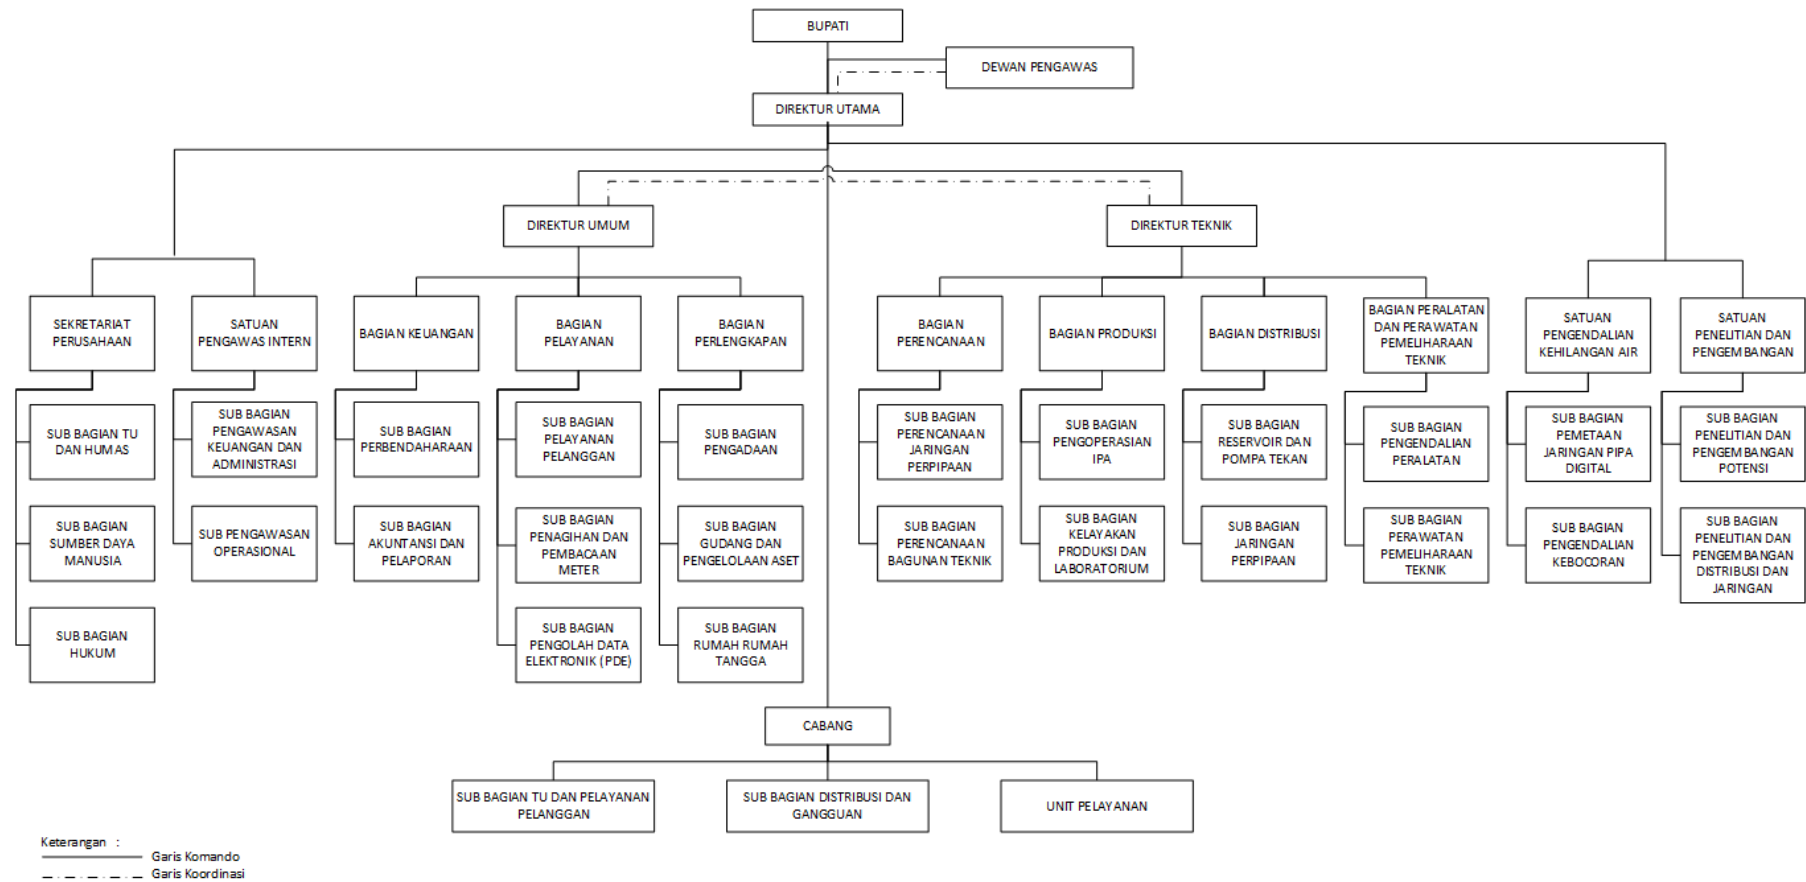 BUPATI
DEWAN PENGAWAS
DIREKTUR UTAMA
DIREKTUR UMUM
DIREKTUR TEKNIK
SEKRETARIAT
PERUSAHAAN
SATUAN
PENGAWAS INTERN
BAGIAN KEUANGAN
BAGIAN
PELAYANAN
BAGIAN
PERLENGKAPAN
BAGIAN
PERENCANAAN
BAGIAN PRODUKSI
BAGIAN DISTRIBUSI
BAGIAN PERALATAN
DAN PERAWATAN
PEMELIHARAAN
TEKNIK
SATUAN
PENGENDALIAN
KEHILANGAN AIR
SATUAN
PENELITIAN DAN
PENGEMBANGAN
SUB BAGIAN TU
DAN HUMAS
SUB BAGIAN
PENGAWASAN
KEUANGAN DAN
ADMINISTRASI
SUB BAGIAN
PERBENDAHARAAN
SUB BAGIAN
PELAYANAN
PELANGGAN
SUB BAGIAN
PENGADAAN
SUB BAGIAN
PERENCANAAN
JARINGAN
PERPIPAAN
SUB BAGIAN
PENGOPERASIAN
IPA
SUB BAGIAN
RESERVOIR DAN
POMPA TEKAN
SUB BAGIAN
PENGENDALIAN
PERALATAN
SUB BAGIAN
PEMETAAN
JARINGAN PIPA
DIGITAL
SUB BAGIAN
PENELITIAN DAN
PENGEMBANGAN
POTENSI
SUB BAGIAN
SUMBER DAYA
MANUSIA
SUB PENGAWASAN
OPERASIONAL
SUB BAGIAN
AKUNTANSI DAN
PELAPORAN
SUB BAGIAN
PENAGIHAN DAN
PEMBACAAN
METER
SUB BAGIAN
GUDANG DAN
PENGELOLAAN ASET
SUB BAGIAN
PERENCANAAN
BAGUNAN TEKNIK
SUB BAGIAN
KELAYAKAN
PRODUKSI DAN
LABORATORIUM
SUB BAGIAN
JARINGAN
PERPIPAAN
SUB BAGIAN
PERAWATAN
PEMELIHARAAN
TEKNIK
SUB BAGIAN
PENGENDALIAN
KEBOCORAN
SUB BAGIAN
PENELITIAN DAN
PENGEMBANGAN
DISTRIBUSI DAN
JARINGAN
SUB BAGIAN
HUKUM
SUB BAGIAN
PENGOLAH DATA
ELEKTRONIK (PDE)
SUB BAGIAN
RUMAH RUMAH
TANGGA
CABANG
SUB BAGIAN TU DAN PELAYANAN
PELANGGAN
SUB BAGIAN DISTRIBUSI DAN
GANGGUAN
UNIT PELAYANAN
Keterangan :
Garis Komando
Garis Koordinasi